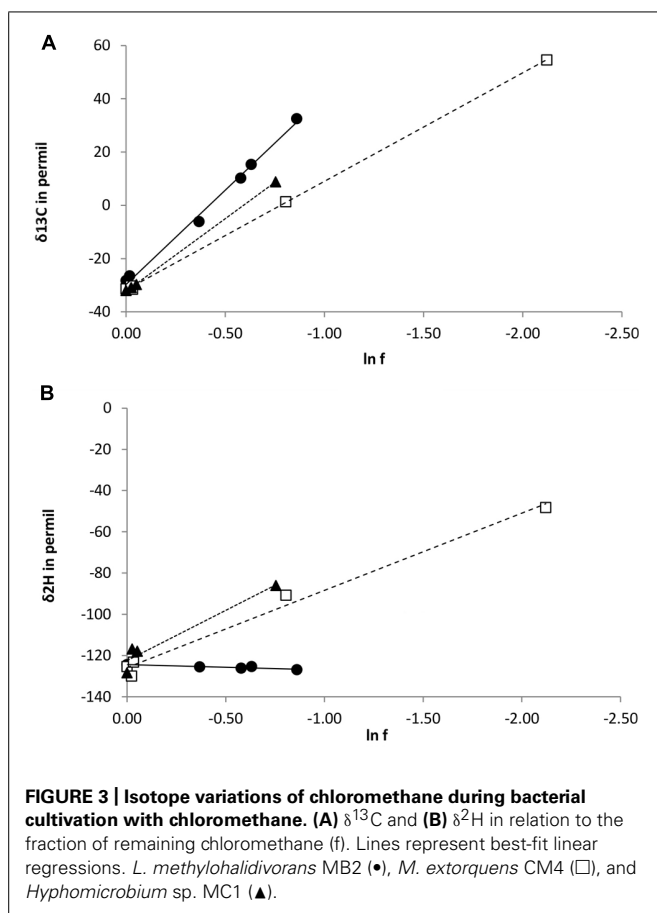 A
60
40
20
0
-20
-40
δ13C in permil
0.00 -0.50 -1.00 -1.50 -2.00 -2.50
ln f
B
0
-20
-40
-60
-80
-100
-120
-140
δ2H in permil
0.00 -0.50 -1.00 -1.50 -2.00 -2.50
ln f
FIGURE 3 | Isotope variations of chloromethane during bacterial
cultivation with chloromethane. (A) δ¹³C and (B) δ²H in relation to the
fraction of remaining chloromethane (f). Lines represent best-fit linear
regressions. L. methylohalidivorans MB2 (●), M. extorquens CM4 (□), and
Hyphomicrobium sp. MC1 (▲).